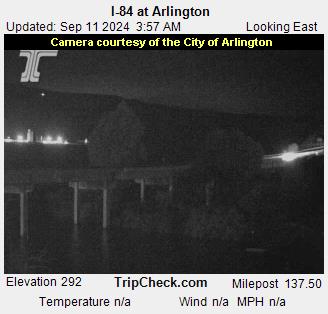 I-84 at Arlington
Updated: Sep 11 2024 3:57 AM Looking East
Camera courtesy of the City of Arlington
Elevation 292 TripCheck.com Milepost 137.50
Temperature n/a Wind n/a MPH n/a